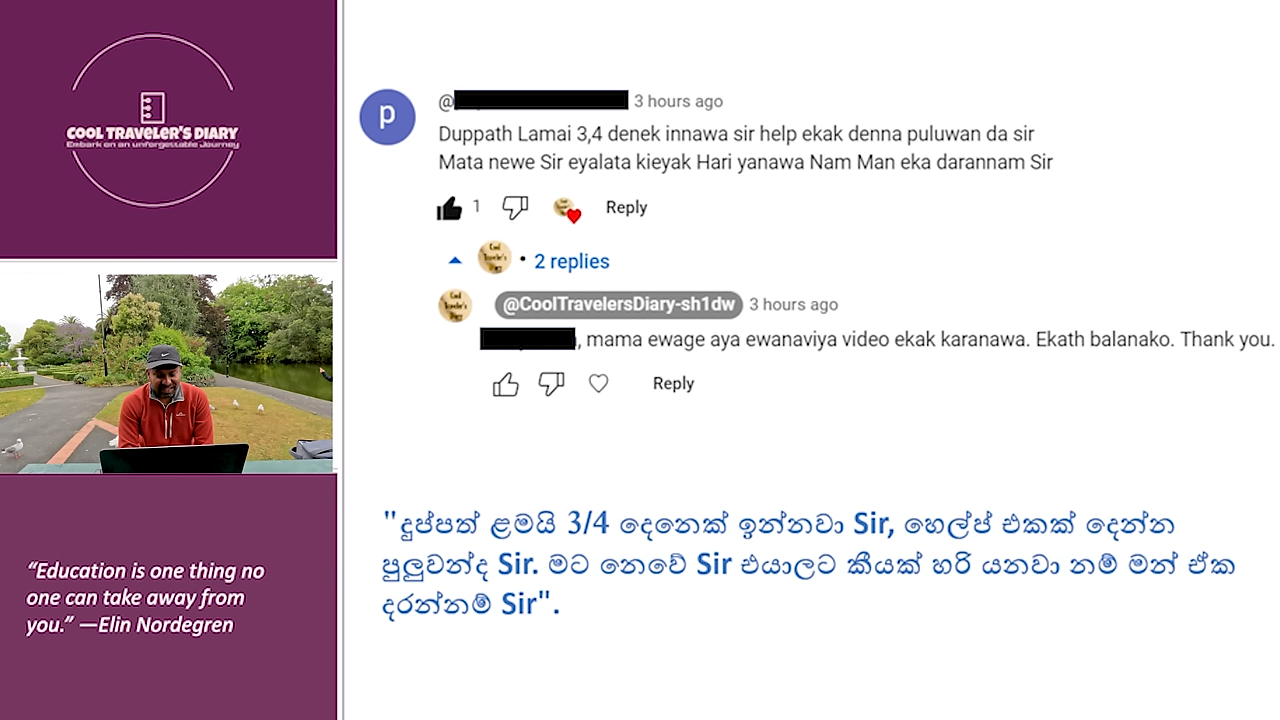 COOL TRAVELER'S DIARY
Embark on an unforgettable Journey
“Education is one thing no
one can take away from
you.” —Elin Nordegren
p
@ 3 hours ago
Duppath Lamai 3,4 denek innawa sir help ekak denna puluwan da sir
Mata newe Sir eyalata kieyak Hari yanawa Nam Man eka darannam Sir
1 Reply
• 2 replies
@CoolTravelersDiary-sh1dw 3 hours ago
, mama ewage aya ewanaviya video ekak karanawa. Ekath balanako. Thank you.
Reply
"දුප්පත් ළමයි 3/4 දෙනෙක් ඉන්නවා Sir, හෙල්ප් එකක් දෙන්න
පුලුවන්ද Sir. මට නෙවේ Sir එයාලට කීයක් හරි යනවා නම් මන් ඒක
දරන්නම් Sir".